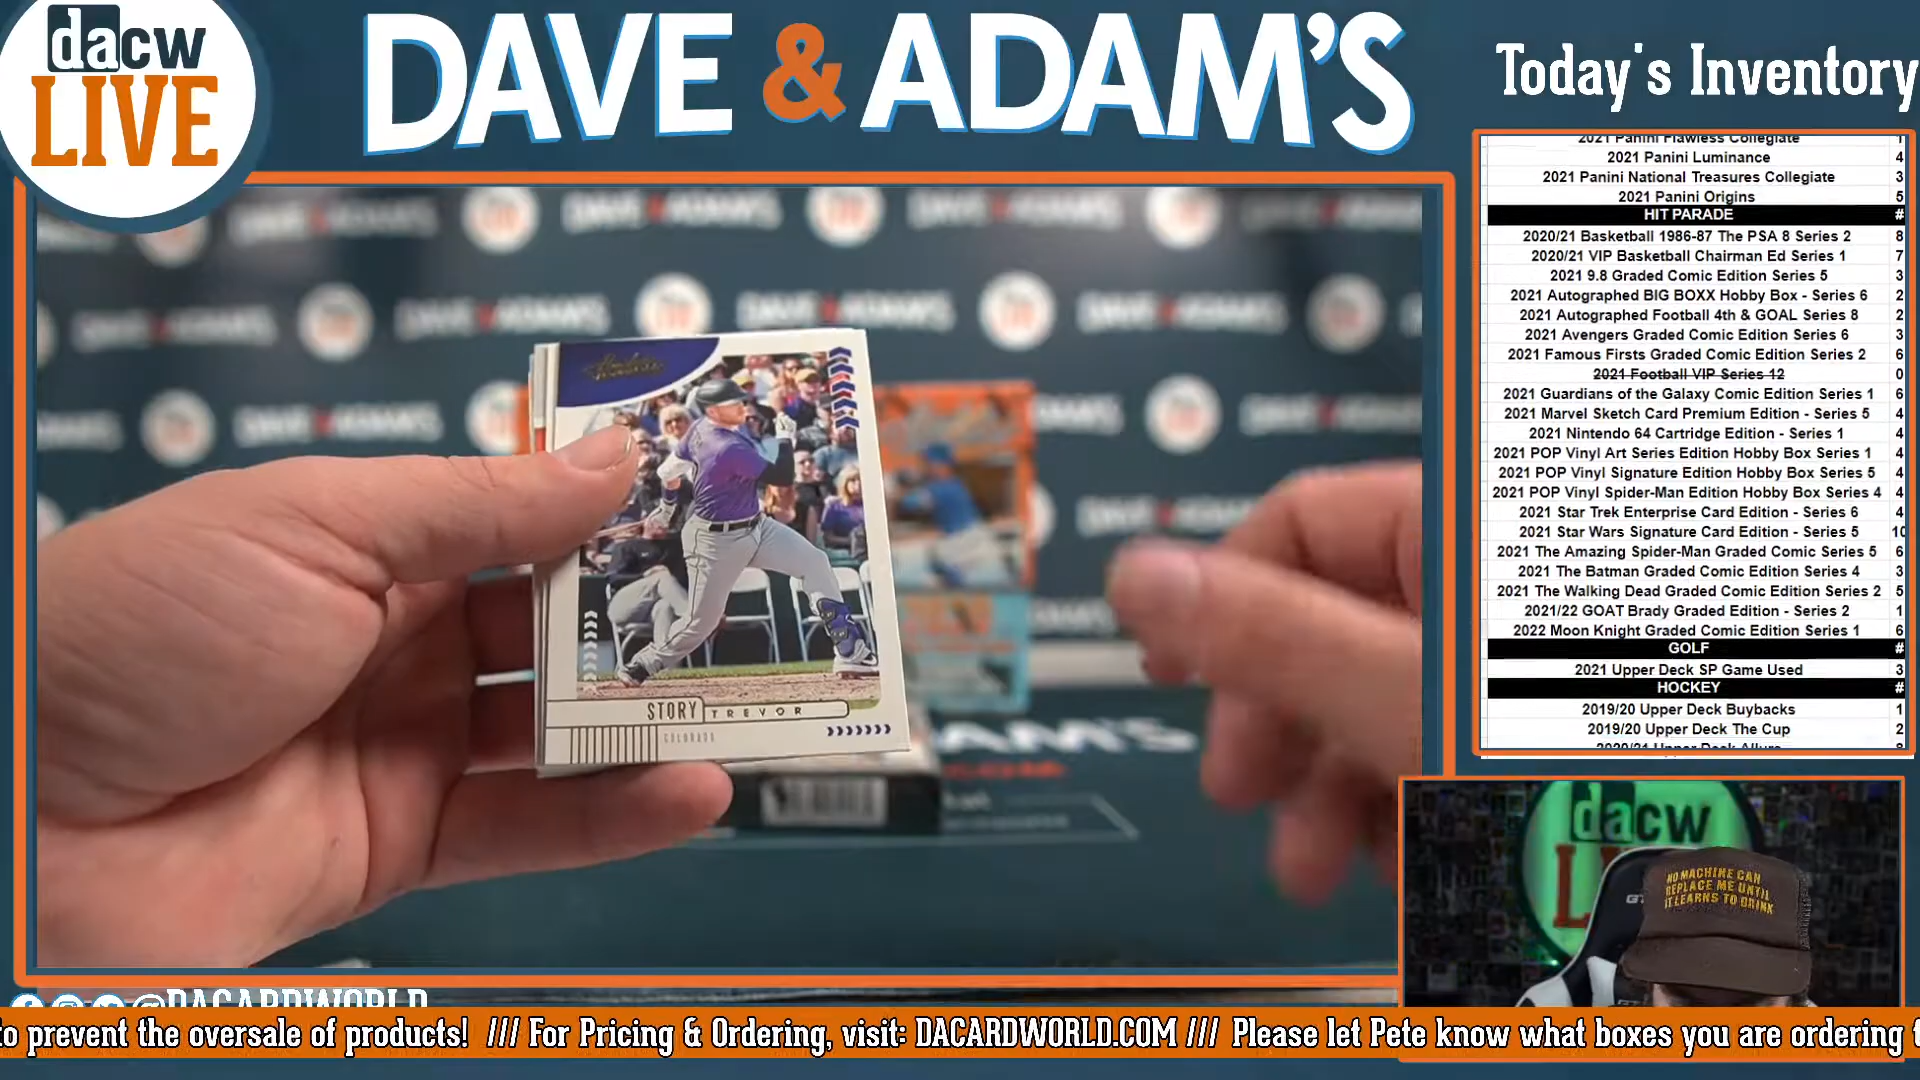 dacw
LIVE
DAVE & ADAM'S
Today's Inventory
2021 Panini Flawless Collegiate 1
2021 Panini Luminance 4
2021 Panini National Treasures Collegiate 3
2021 Panini Origins 5
HIT PARADE #
2020/21 Basketball 1986-87 The PSA 8 Series 2 8
2020/21 VIP Basketball Chairman Ed Series 1 7
2021 9.8 Graded Comic Edition Series 5 3
2021 Autographed BIG BOXX Hobby Box - Series 6 2
2021 Autographed Football 4th & GOAL Series 8 2
2021 Avengers Graded Comic Edition Series 6 3
2021 Famous Firsts Graded Comic Edition Series 2 6
2021 Football VIP Series 12 0
2021 Guardians of the Galaxy Comic Edition Series 1 6
2021 Marvel Sketch Card Premium Edition - Series 5 4
2021 Nintendo 64 Cartridge Edition - Series 1 4
2021 POP Vinyl Art Series Edition Hobby Box Series 1 4
2021 POP Vinyl Signature Edition Hobby Box Series 5 4
2021 POP Vinyl Spider-Man Edition Hobby Box Series 4 4
2021 Star Trek Enterprise Card Edition - Series 6 4
2021 Star Wars Signature Card Edition - Series 5 10
2021 The Amazing Spider-Man Graded Comic Series 5 6
2021 The Batman Graded Comic Edition Series 4 3
2021 The Walking Dead Graded Comic Edition Series 2 5
2021/22 GOAT Brady Graded Edition - Series 2 1
2022 Moon Knight Graded Comic Edition Series 1 6
GOLF #
2021 Upper Deck SP Game Used 3
HOCKEY #
2019/20 Upper Deck Buybacks 1
2019/20 Upper Deck The Cup 2
2020/21 Upper Deck Allure 8
STORY TREVOR
COLORADO
dacw
NO MACHINE CAN
REPLACE ME UNTIL
IT LEARNS TO DRINK
@DACARDWORLD
to prevent the oversale of products! /// For Pricing & Ordering, visit: DACARDWORLD.COM /// Please let Pete know what boxes you are ordering